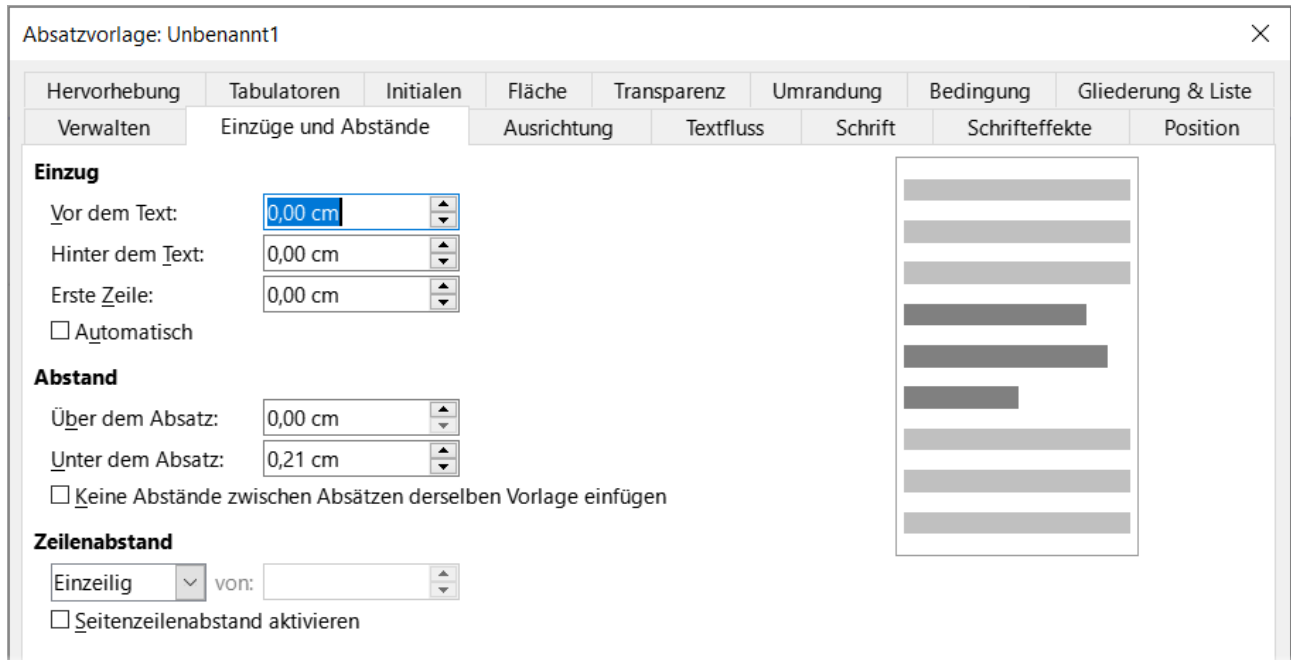 Absatzvorlage: Unbenannt1
Hervorhebung Tabulatoren Initialen Fläche Transparenz Umrandung Bedingung Gliederung & Liste
Verwalten Einzüge und Abstände Ausrichtung Textfluss Schrift Schrifteffekte Position
Einzug
Vor dem Text: 0,00 cm
Hinter dem Text: 0,00 cm
Erste Zeile: 0,00 cm
Automatisch
Abstand
Über dem Absatz: 0,00 cm
Unter dem Absatz: 0,21 cm
Keine Abstände zwischen Absätzen derselben Vorlage einfügen
Zeilenabstand
Einzeilig von:
Seitenzeilenabstand aktivieren